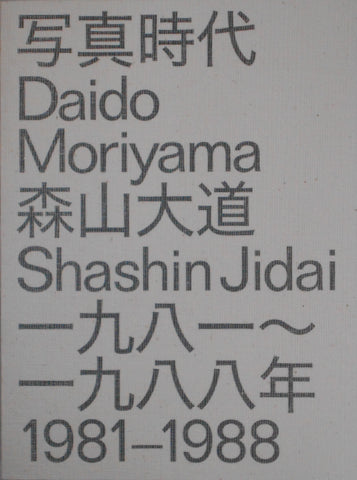 写真時代
Daido
Moriyama
森山大道
Shashin Jidai
一九八一〜
一九八八年
1981–1988